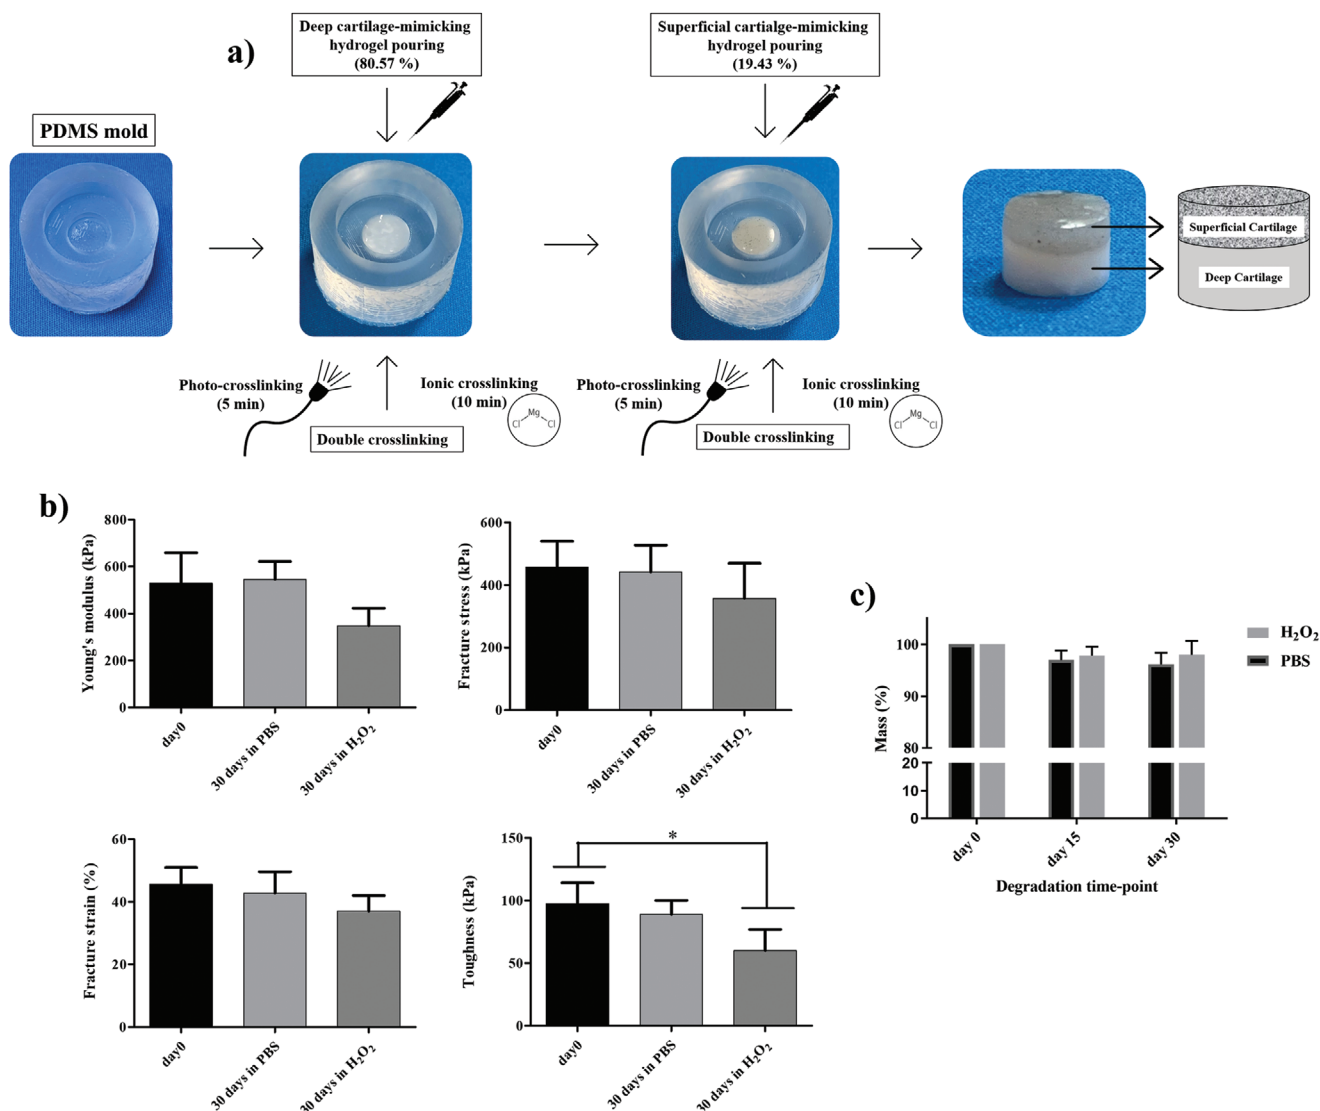 a)
PDMS mold
Deep cartilage-mimicking
hydrogel pouring
(80.57 %)
Superficial cartialge-mimicking
hydrogel pouring
(19.43 %)
Superficial Cartilage
Deep Cartilage
Photo-crosslinking
(5 min)
Ionic crosslinking
(10 min)
Mg
Cl Cl
Double crosslinking
Photo-crosslinking
(5 min)
Ionic crosslinking
(10 min)
Mg
Cl Cl
Double crosslinking
b)
Young's modulus (kPa)
800
600
400
200
0
day0
30 days in PBS
30 days in H₂O₂
Fracture stress (kPa)
600
400
200
0
day0
30 days in PBS
30 days in H₂O₂
Fracture strain (%)
60
40
20
0
day0
30 days in PBS
30 days in H₂O₂
Toughness (kPa)
150
100
50
0
*
day0
30 days in PBS
30 days in H₂O₂
c)
Mass (%)
100
90
80
20
10
0
day 0
day 15
day 30
Degradation time-point
H₂O₂
PBS